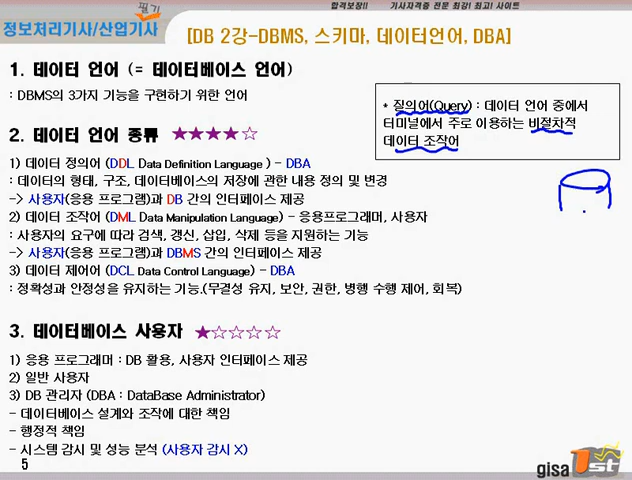 합격보장!! 기사자격증 전문 최강! 최고! 사이트
필기
정보처리기사/산업기사
[DB 2강-DBMS, 스키마, 데이터언어, DBA]
1. 데이터 언어 (= 데이터베이스 언어)
: DBMS의 3가지 기능을 구현하기 위한 언어
* 질의어(Query) : 데이터 언어 중에서
터미널에서 주로 이용하는 비절차적
데이터 조작어
2. 데이터 언어 종류 ★★★★☆
1) 데이터 정의어 (DDL Data Definition Language) - DBA
: 데이터의 형태, 구조, 데이터베이스의 저장에 관한 내용 정의 및 변경
-> 사용자(응용 프로그램)과 DB 간의 인터페이스 제공
2) 데이터 조작어 (DML Data Manipulation Language) - 응용프로그래머, 사용자
: 사용자의 요구에 따라 검색, 갱신, 삽입, 삭제 등을 지원하는 기능
-> 사용자(응용 프로그램)과 DBMS 간의 인터페이스 제공
3) 데이터 제어어 (DCL Data Control Language) - DBA
: 정확성과 안정성을 유지하는 기능.(무결성 유지, 보안, 권한, 병행 수행 제어, 회복)
3. 데이터베이스 사용자 ★☆☆☆☆
1) 응용 프로그래머 : DB 활용, 사용자 인터페이스 제공
2) 일반 사용자
3) DB 관리자 (DBA : DataBase Administrator)
- 데이터베이스 설계와 조작에 대한 책임
- 행정적 책임
- 시스템 감시 및 성능 분석 (사용자 감시 X)
5
gisa 1st